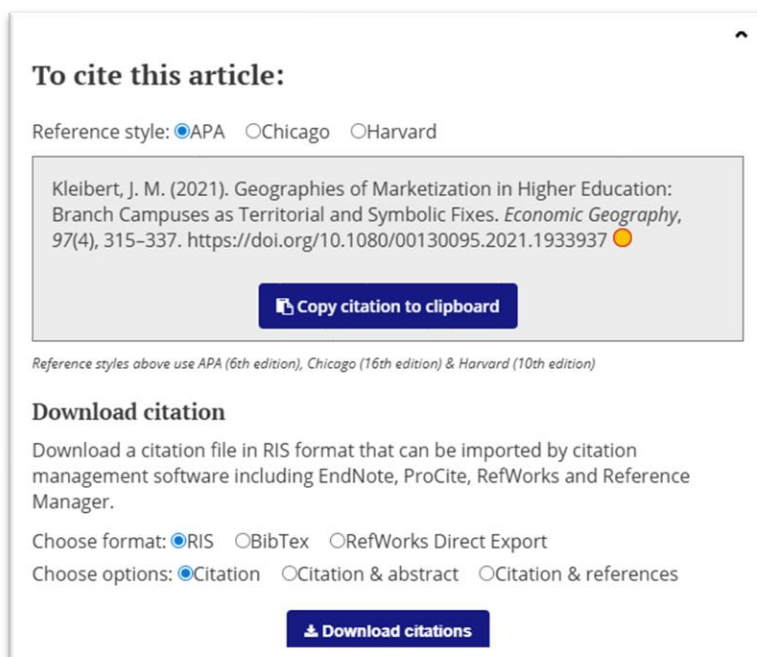 To cite this article:
Reference style: APA Chicago Harvard
Kleibert, J. M. (2021). Geographies of Marketization in Higher Education:
Branch Campuses as Territorial and Symbolic Fixes. Economic Geography,
97(4), 315–337. https://doi.org/10.1080/00130095.2021.1933937
Copy citation to clipboard
Reference styles above use APA (6th edition), Chicago (16th edition) & Harvard (10th edition)
Download citation
Download a citation file in RIS format that can be imported by citation
management software including EndNote, ProCite, RefWorks and Reference
Manager.
Choose format: RIS BibTex RefWorks Direct Export
Choose options: Citation Citation & abstract Citation & references
Download citations